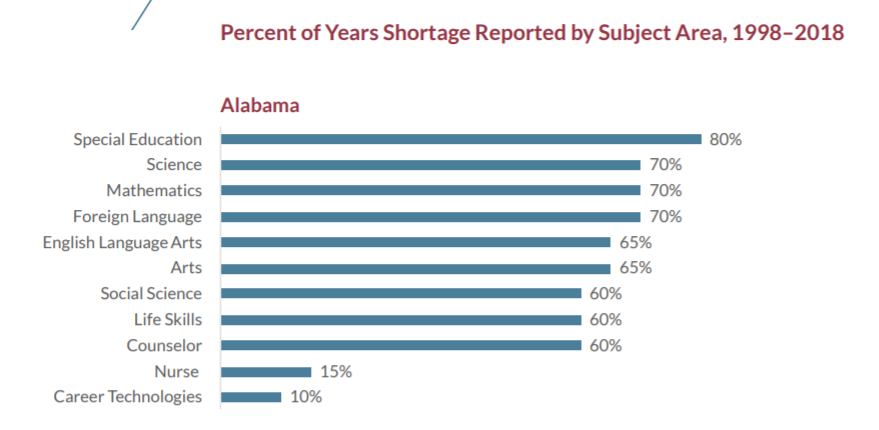 Percent of Years Shortage Reported by Subject Area, 1998–2018
Alabama
Special Education 80%
Science 70%
Mathematics 70%
Foreign Language 70%
English Language Arts 65%
Arts 65%
Social Science 60%
Life Skills 60%
Counselor 60%
Nurse 15%
Career Technologies 10%